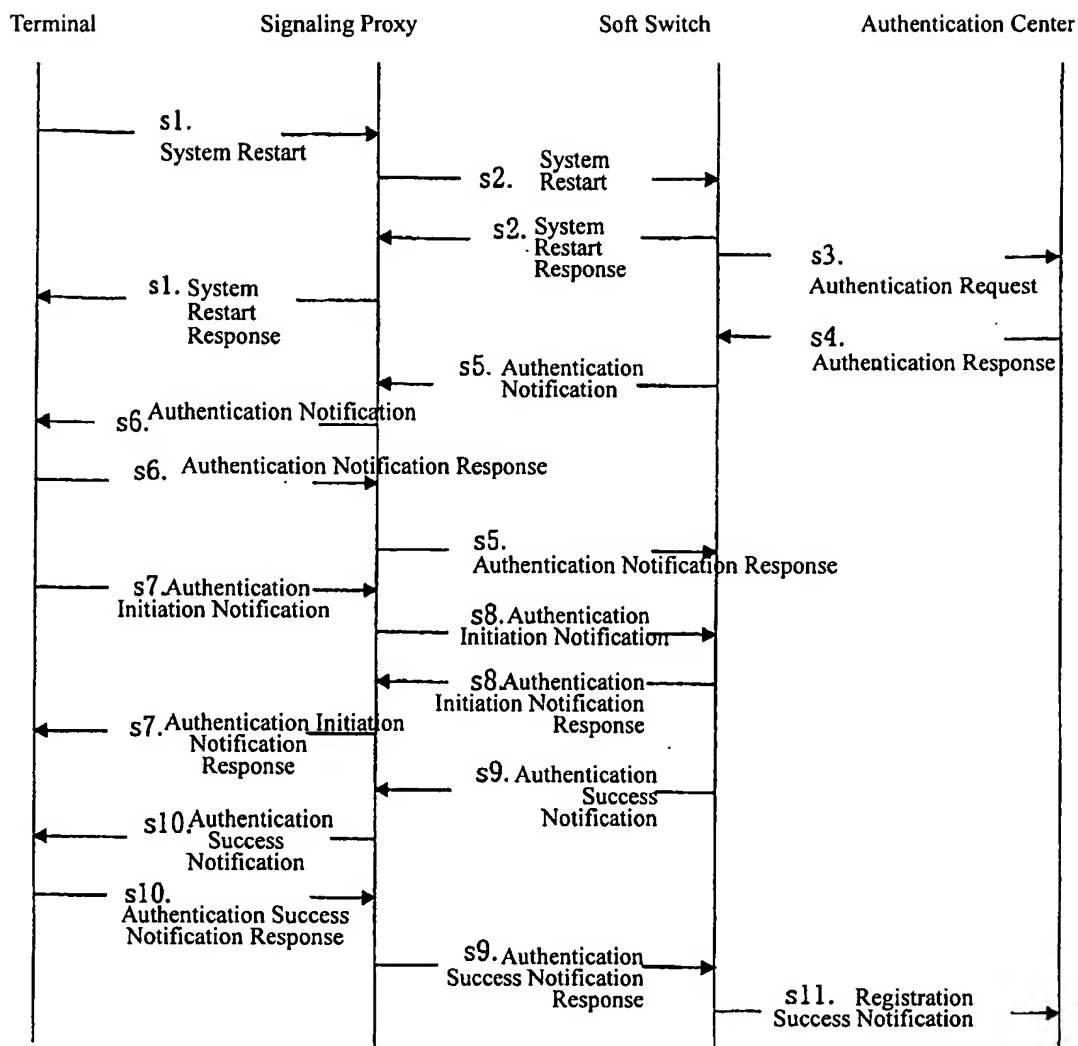 Terminal
Signaling Proxy
Soft Switch
Authentication Center
s1.
System Restart
s2. System
Restart
s2. System
Restart
Response
s3.
Authentication Request
s1. System
Restart
Response
s4.
Authentication Response
s5. Authentication
Notification
s6. Authentication Notification
s6. Authentication Notification Response
s5.
Authentication Notification Response
s7.Authentication
Initiation Notification
s8.Authentication
Initiation Notification
s8.Authentication
Initiation Notification
Response
s7.Authentication Initiation
Notification
Response
s9.Authentication
Success
Notification
s10.Authentication
Success
Notification
s10.
Authentication Success
Notification Response
s9.Authentication
Success Notification
Response
s11. Registration
Success Notification